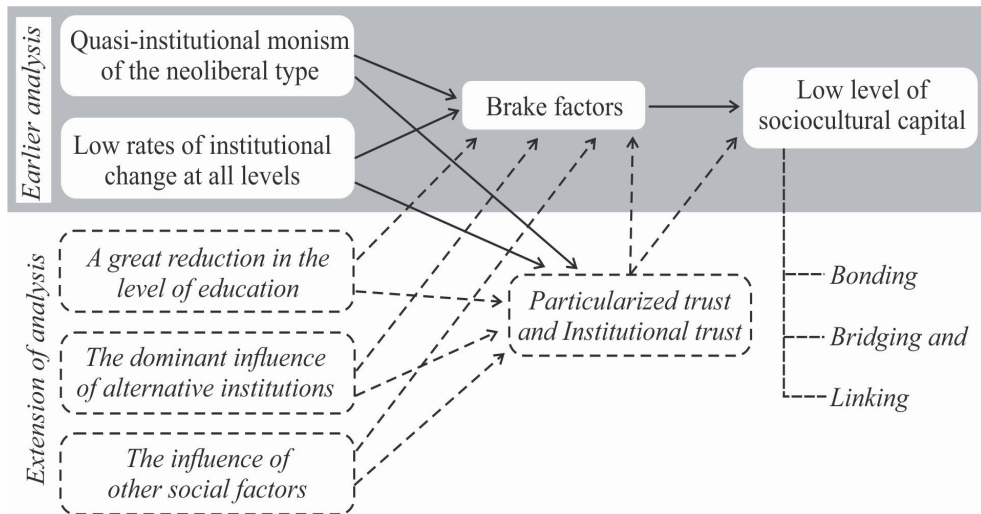 Earlier analysis
Quasi-institutional monism
of the neoliberal type
Low rates of institutional
change at all levels
Brake factors
Low level of
sociocultural capital
Extension of analysis
A great reduction in the
level of education
The dominant influence
of alternative institutions
The influence of
other social factors
Particularized trust
and Institutional trust
Bonding
Bridging and
Linking